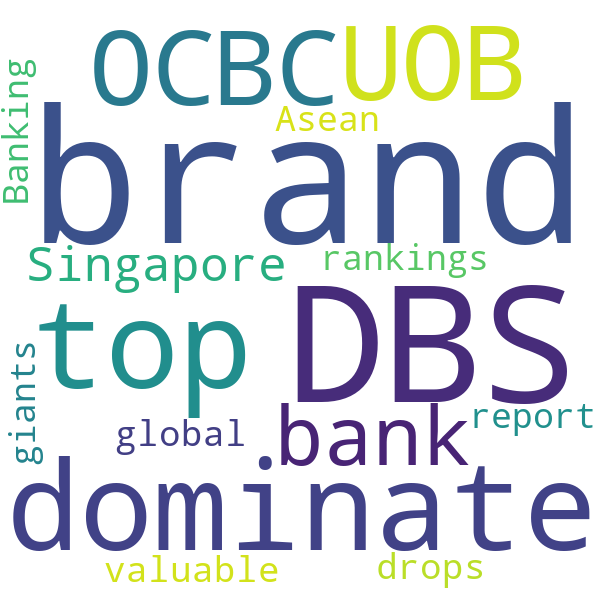 OCBC
UOB
Banking
Asean
brand
Singapore
rankings
top
DBS
giants
global
bank
report
dominate
valuable
drops